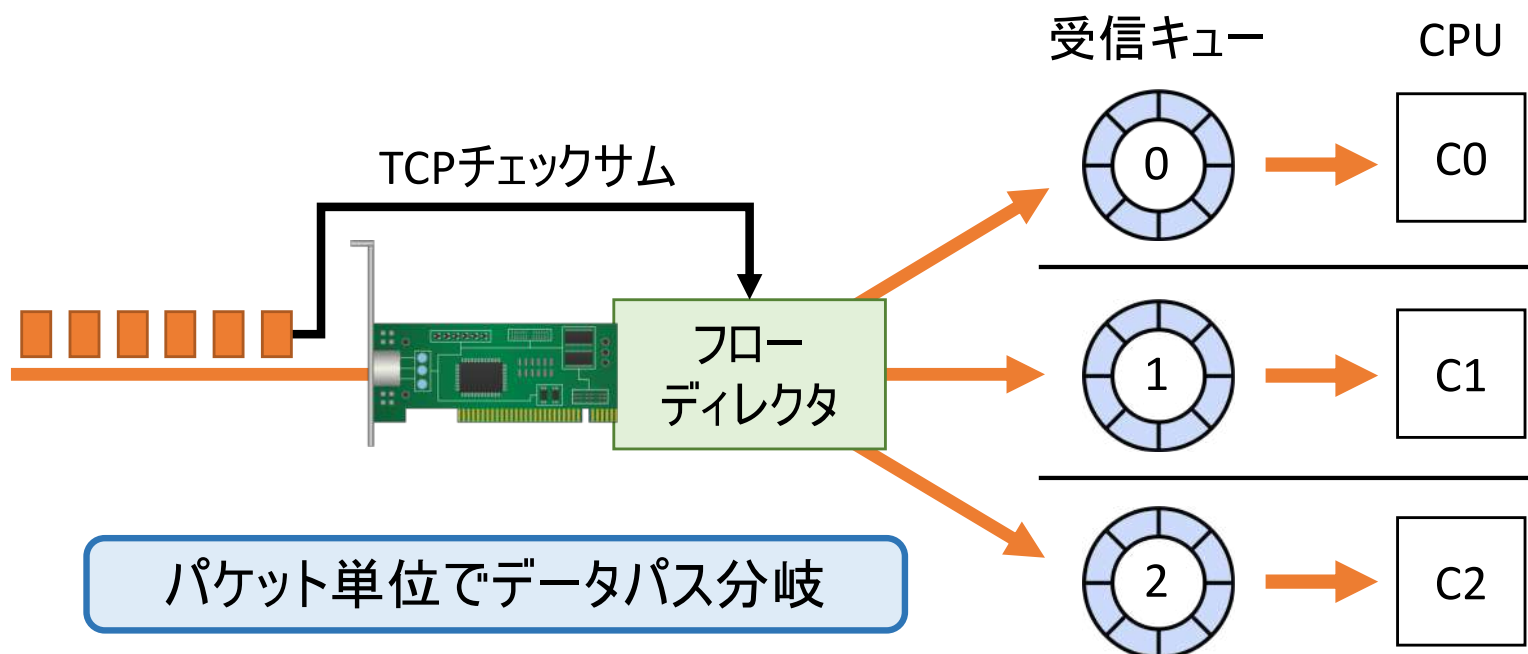 受信キュー
CPU
TCPチェックサム
0
C0
フロー
ディレクタ
1
C1
パケット単位でデータパス分岐
2
C2